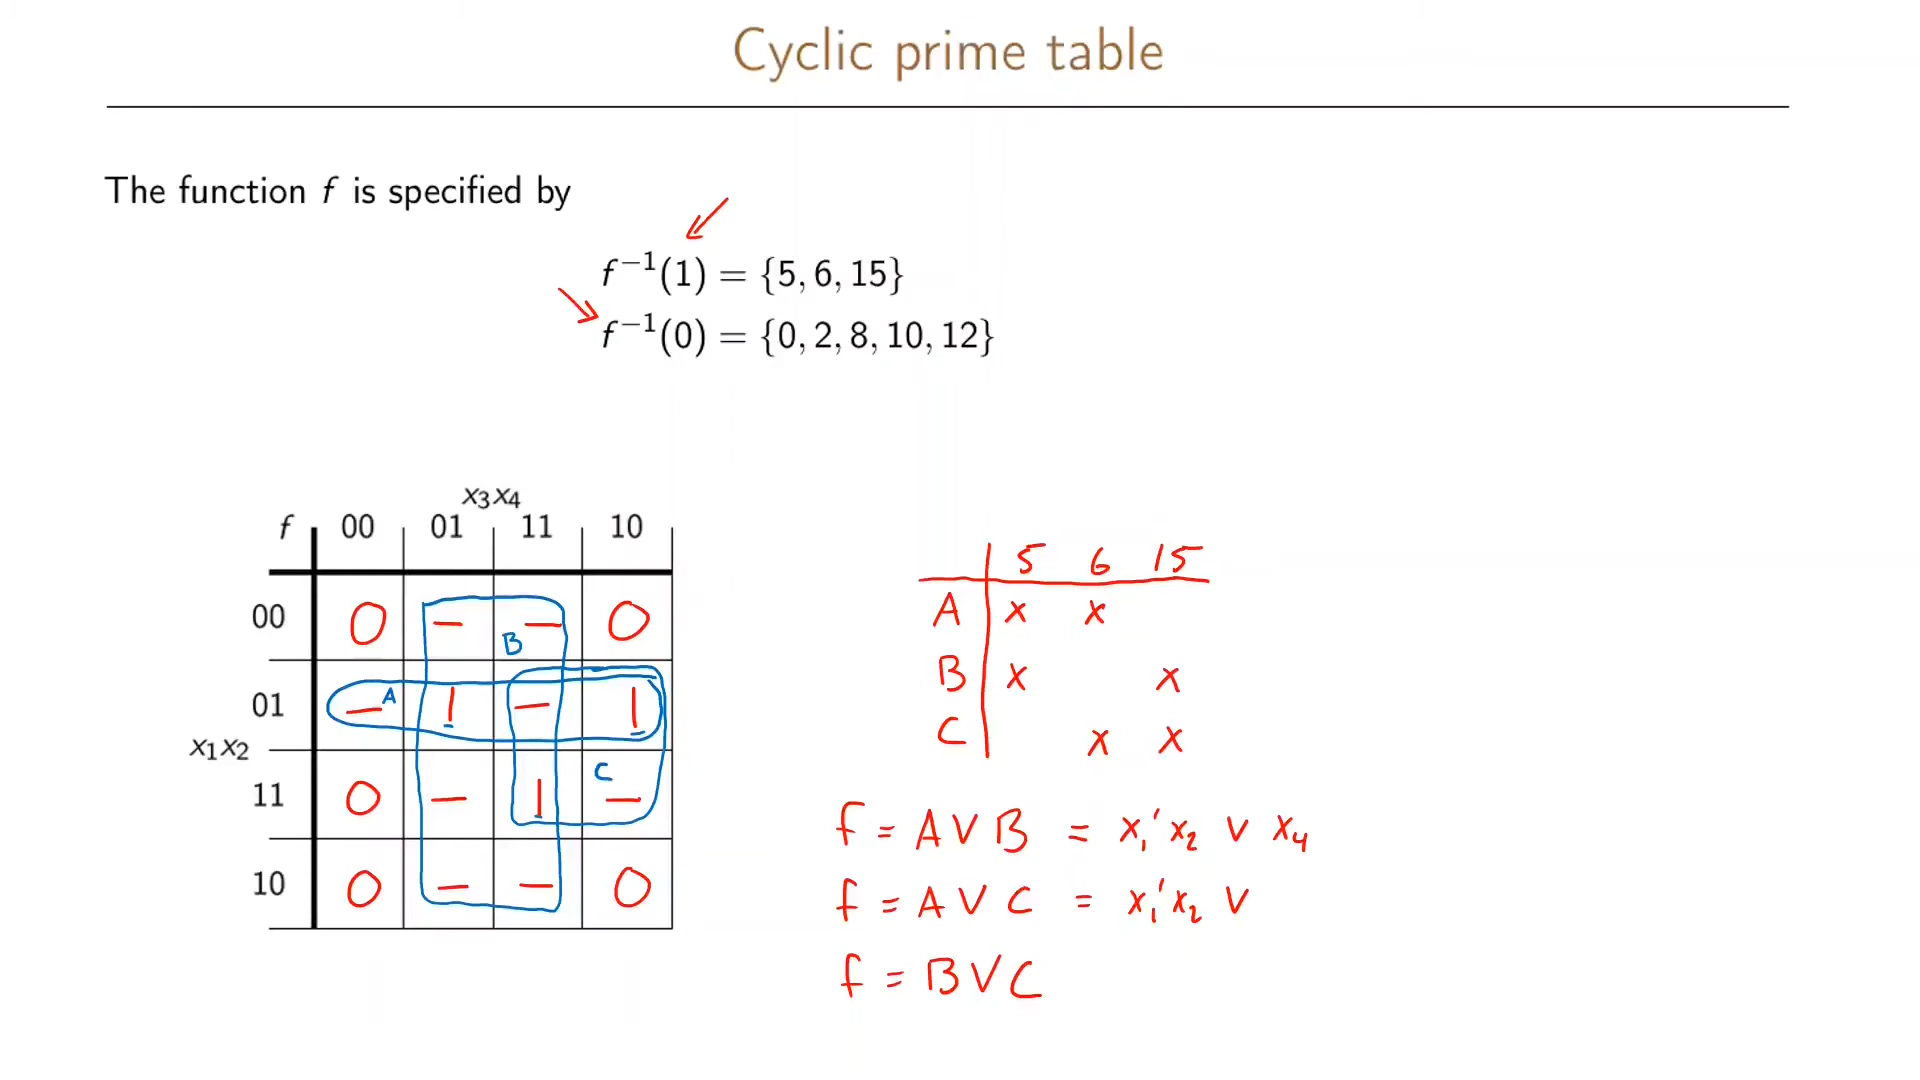 Cyclic prime table
The function f is specified by
f⁻¹(1) = {5, 6, 15}
f⁻¹(0) = {0, 2, 8, 10, 12}
x₃x₄
f 00 01 11 10
00 0 – – 0
B
01 – A 1 – 1
x₁x₂
C
11 0 – 1 –
10 0 – – 0
5 6 15
A x x
B x x
C x x
f = A ∨ B = x₁'x₂ ∨ x₄
f = A ∨ C = x₁'x₂ ∨
f = B ∨ C